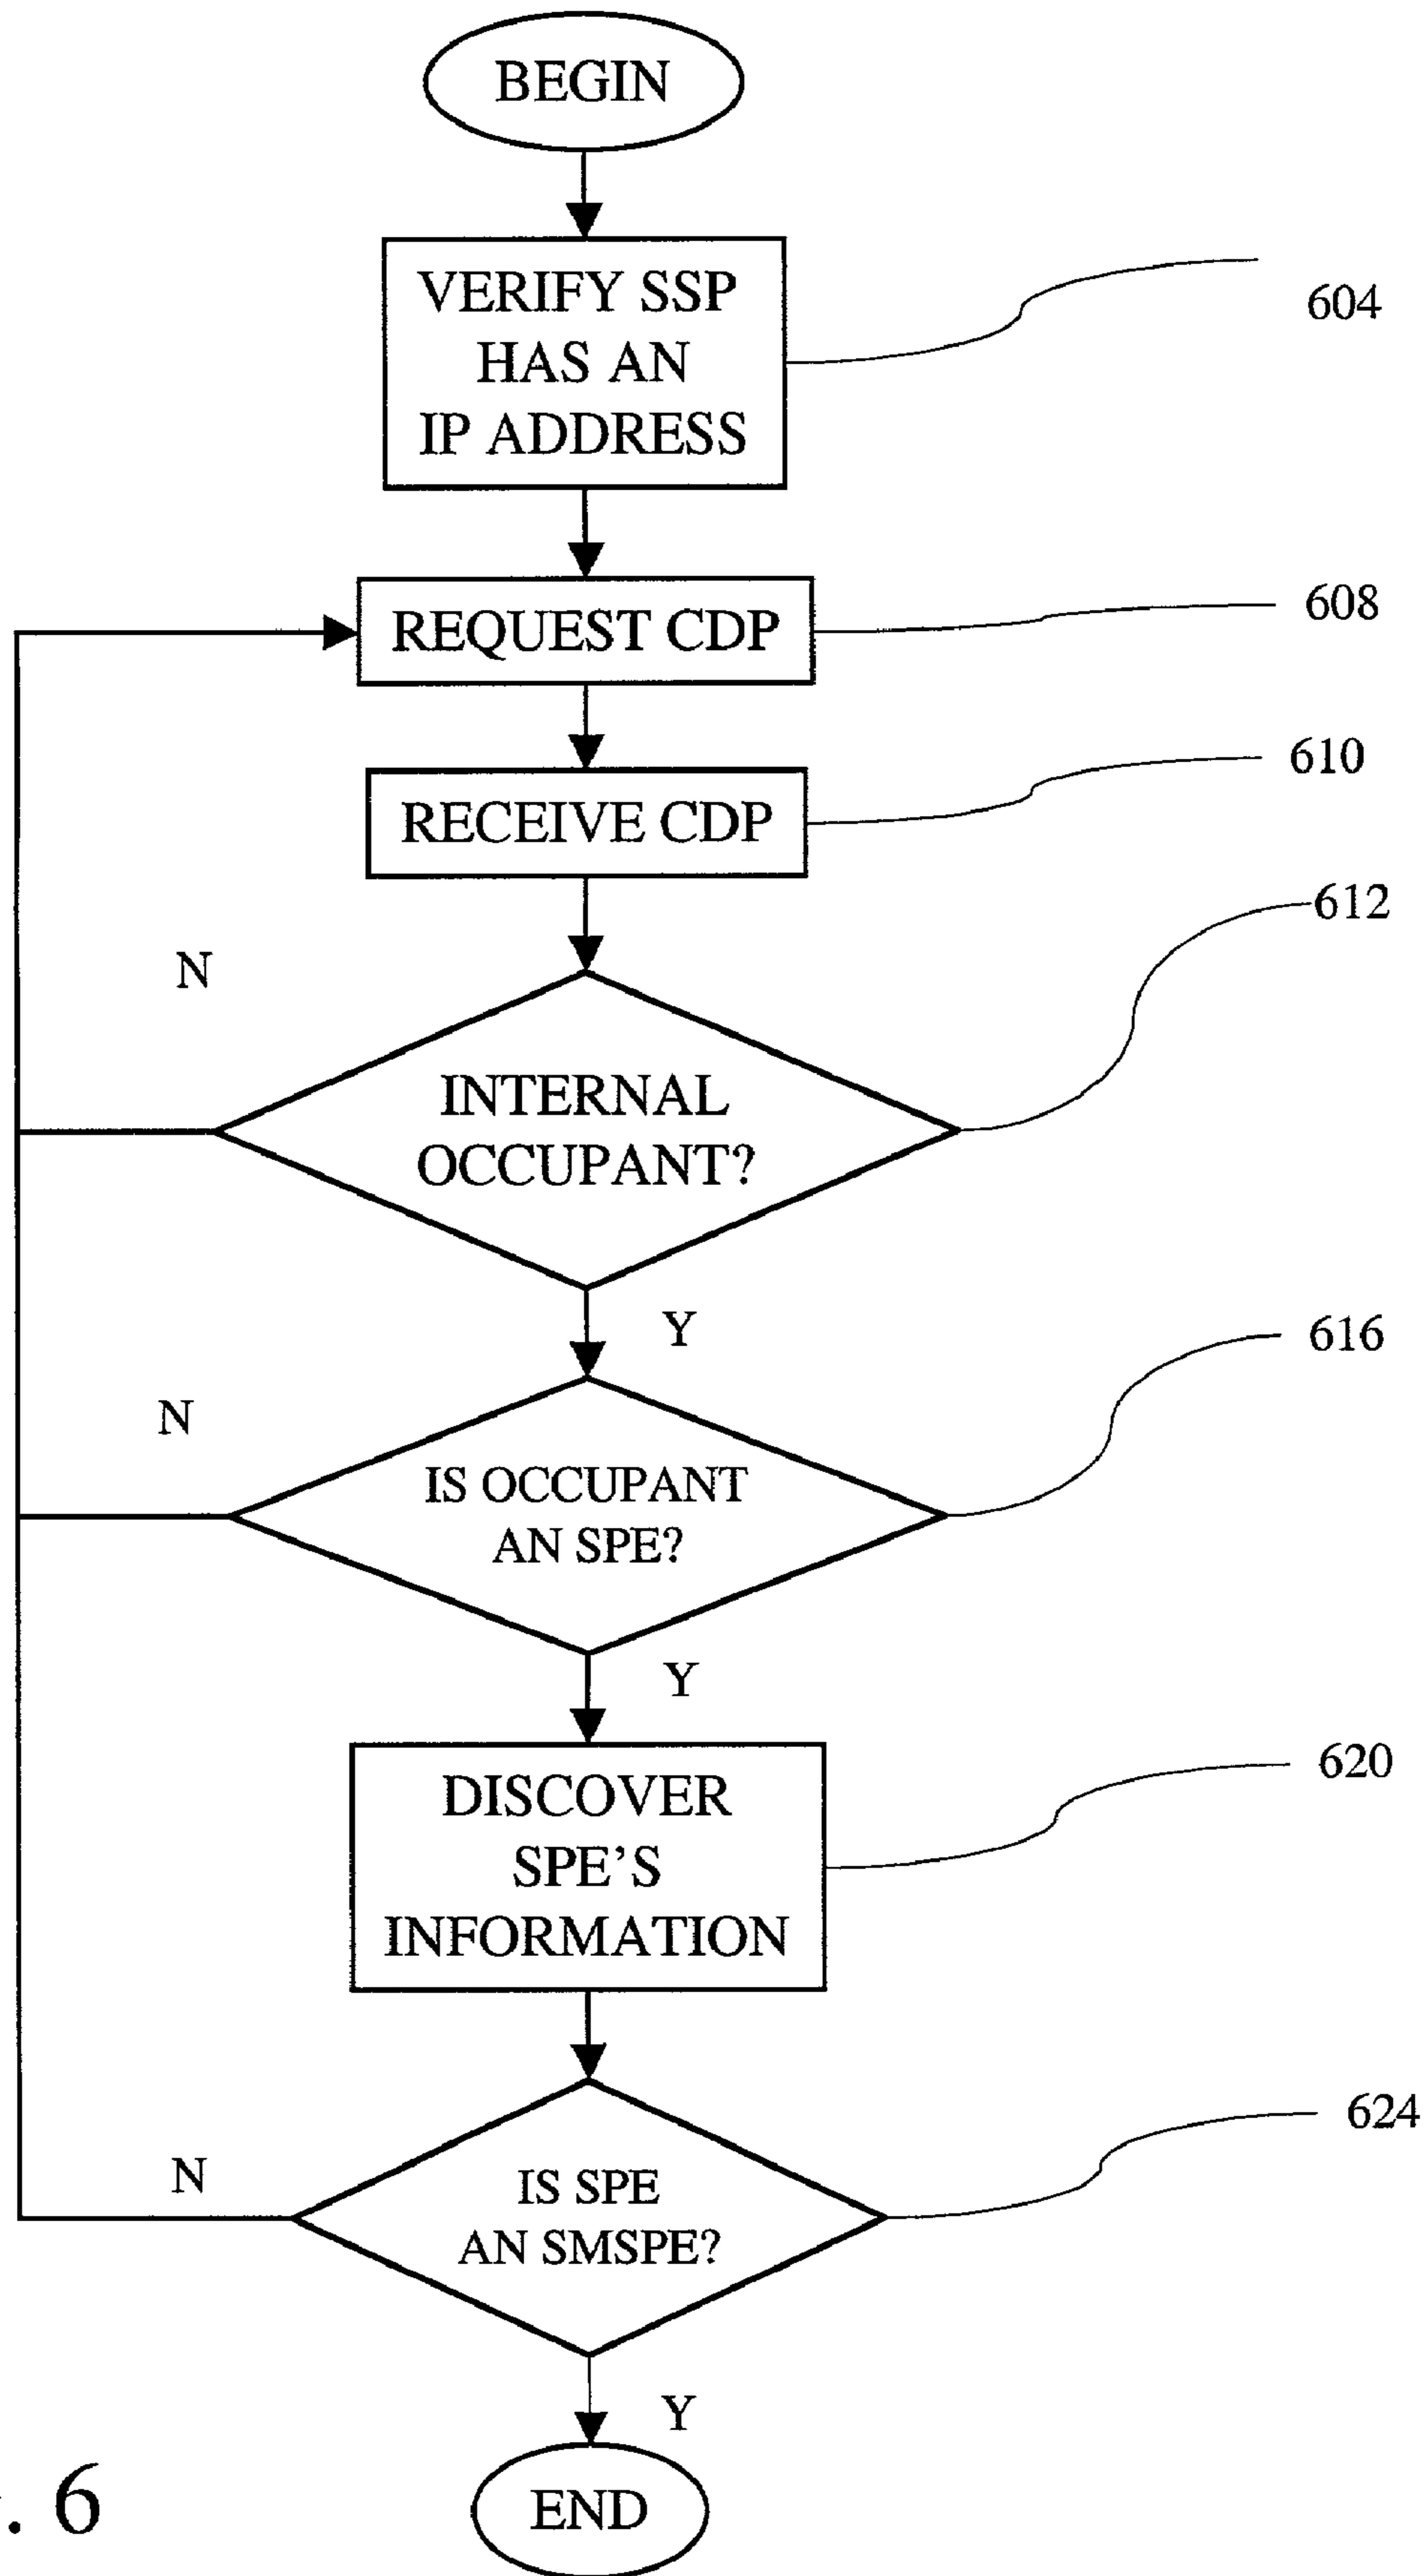 BEGIN
VERIFY SSP
HAS AN
IP ADDRESS
604
REQUEST CDP
608
RECEIVE CDP
610
612
N
INTERNAL
OCCUPANT?
Y
616
N
IS OCCUPANT
AN SPE?
Y
620
DISCOVER
SPE'S
INFORMATION
624
N
IS SPE
AN SMSPE?
Y
END
. 6